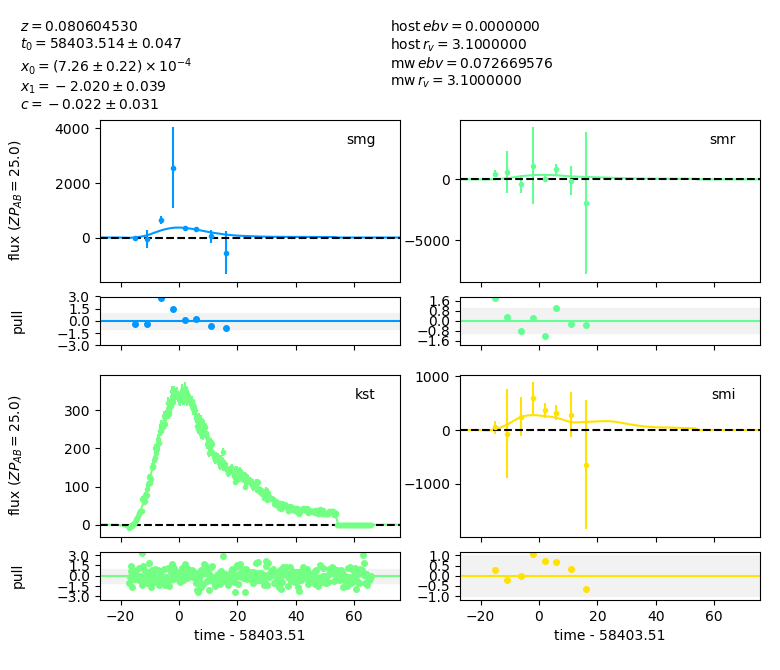 z = 0.080604530
t₀ = 58403.514 ± 0.047
x₀ = (7.26 ± 0.22) × 10⁻⁴
x₁ = −2.020 ± 0.039
c = −0.022 ± 0.031
host ebv = 0.0000000
host r_v = 3.1000000
mw ebv = 0.072669576
mw r_v = 3.1000000
flux (ZP_AB = 25.0)
4000
2000
0
smg
0
−5000
smr
pull
3.0
1.5
0.0
−1.5
−3.0
1.6
0.8
0.0
−0.8
−1.6
flux (ZP_AB = 25.0)
300
200
100
0
kst
1000
0
−1000
smi
pull
3.0
1.5
0.0
−1.5
−3.0
1.0
0.5
0.0
−0.5
−1.0
−20 0 20 40 60
−20 0 20 40 60
time - 58403.51
time - 58403.51